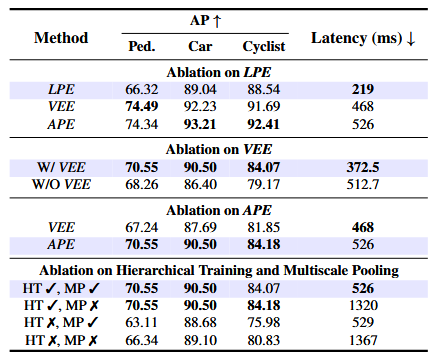 Method AP ↑ Latency (ms) ↓
Ped. Car Cyclist
Ablation on LPE
LPE 66.32 89.04 88.54 219
VEE 74.49 92.23 91.69 468
APE 74.34 93.21 92.41 526
Ablation on VEE
W/ VEE 70.55 90.50 84.07 372.5
W/O VEE 68.26 86.40 79.17 512.7
Ablation on APE
VEE 67.24 87.69 81.85 468
APE 70.55 90.50 84.18 526
Ablation on Hierarchical Training and Multiscale Pooling
HT ✓, MP ✓ 70.55 90.50 84.07 526
HT ✓, MP ✗ 70.55 90.50 84.18 1320
HT ✗, MP ✓ 63.11 88.68 75.98 529
HT ✗, MP ✗ 66.34 89.10 80.83 1367